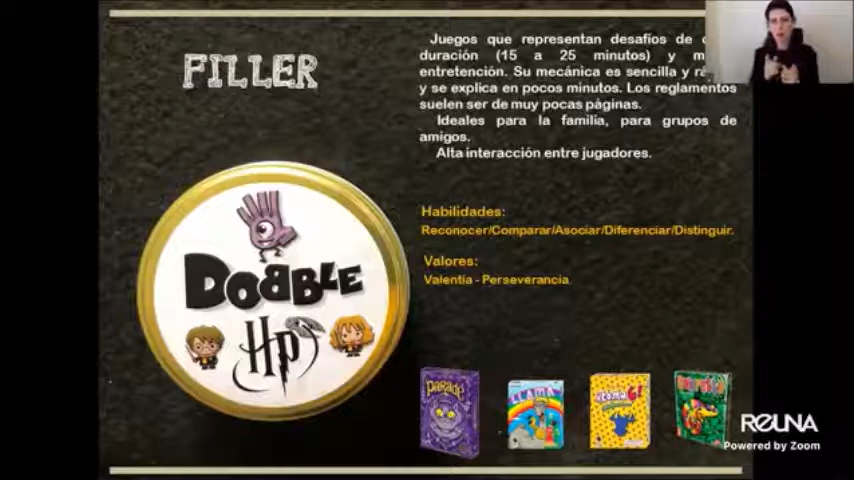 FILLER
Juegos que representan desafíos de
duración (15 a 25 minutos) y
entretención. Su mecánica es sencilla y
y se explica en pocos minutos. Los reglamentos
suelen ser de muy pocas páginas.
Ideales para la familia, para grupos de
amigos.
Alta interacción entre jugadores.
Habilidades:
Reconocer/Comparar/Asociar/Diferenciar/Distinguir.
Valores:
Valentía - Perseverancia.
DOBBLE
HP
PARADE
LLAMA
REUNA
Powered by Zoom